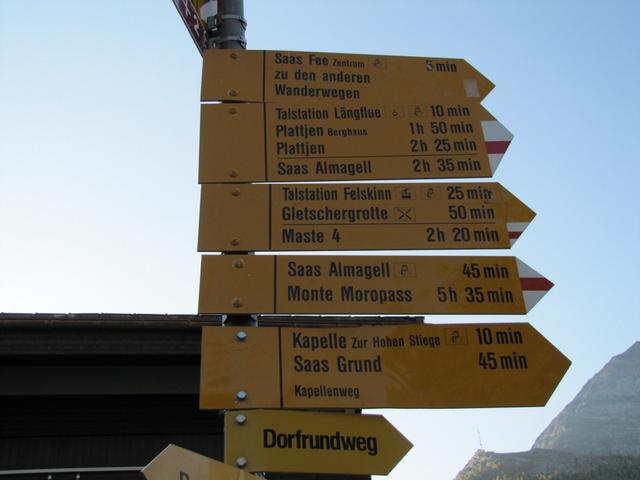 Saas Fee Zentrum 5 min
zu den anderen
Wanderwegen
Talstation Längflue 10 min
Plattjen Berghaus 1h 50 min
Plattjen 2h 25 min
Saas Almagell 2h 35 min
Talstation Felskinn 25 min
Gletschergrotte 50 min
Maste 4 2h 20 min
Saas Almagell 45 min
Monte Moropass 5h 35 min
Kapelle Zur Hohen Stiege 10 min
Saas Grund 45 min
Kapellenweg
Dorfrundweg